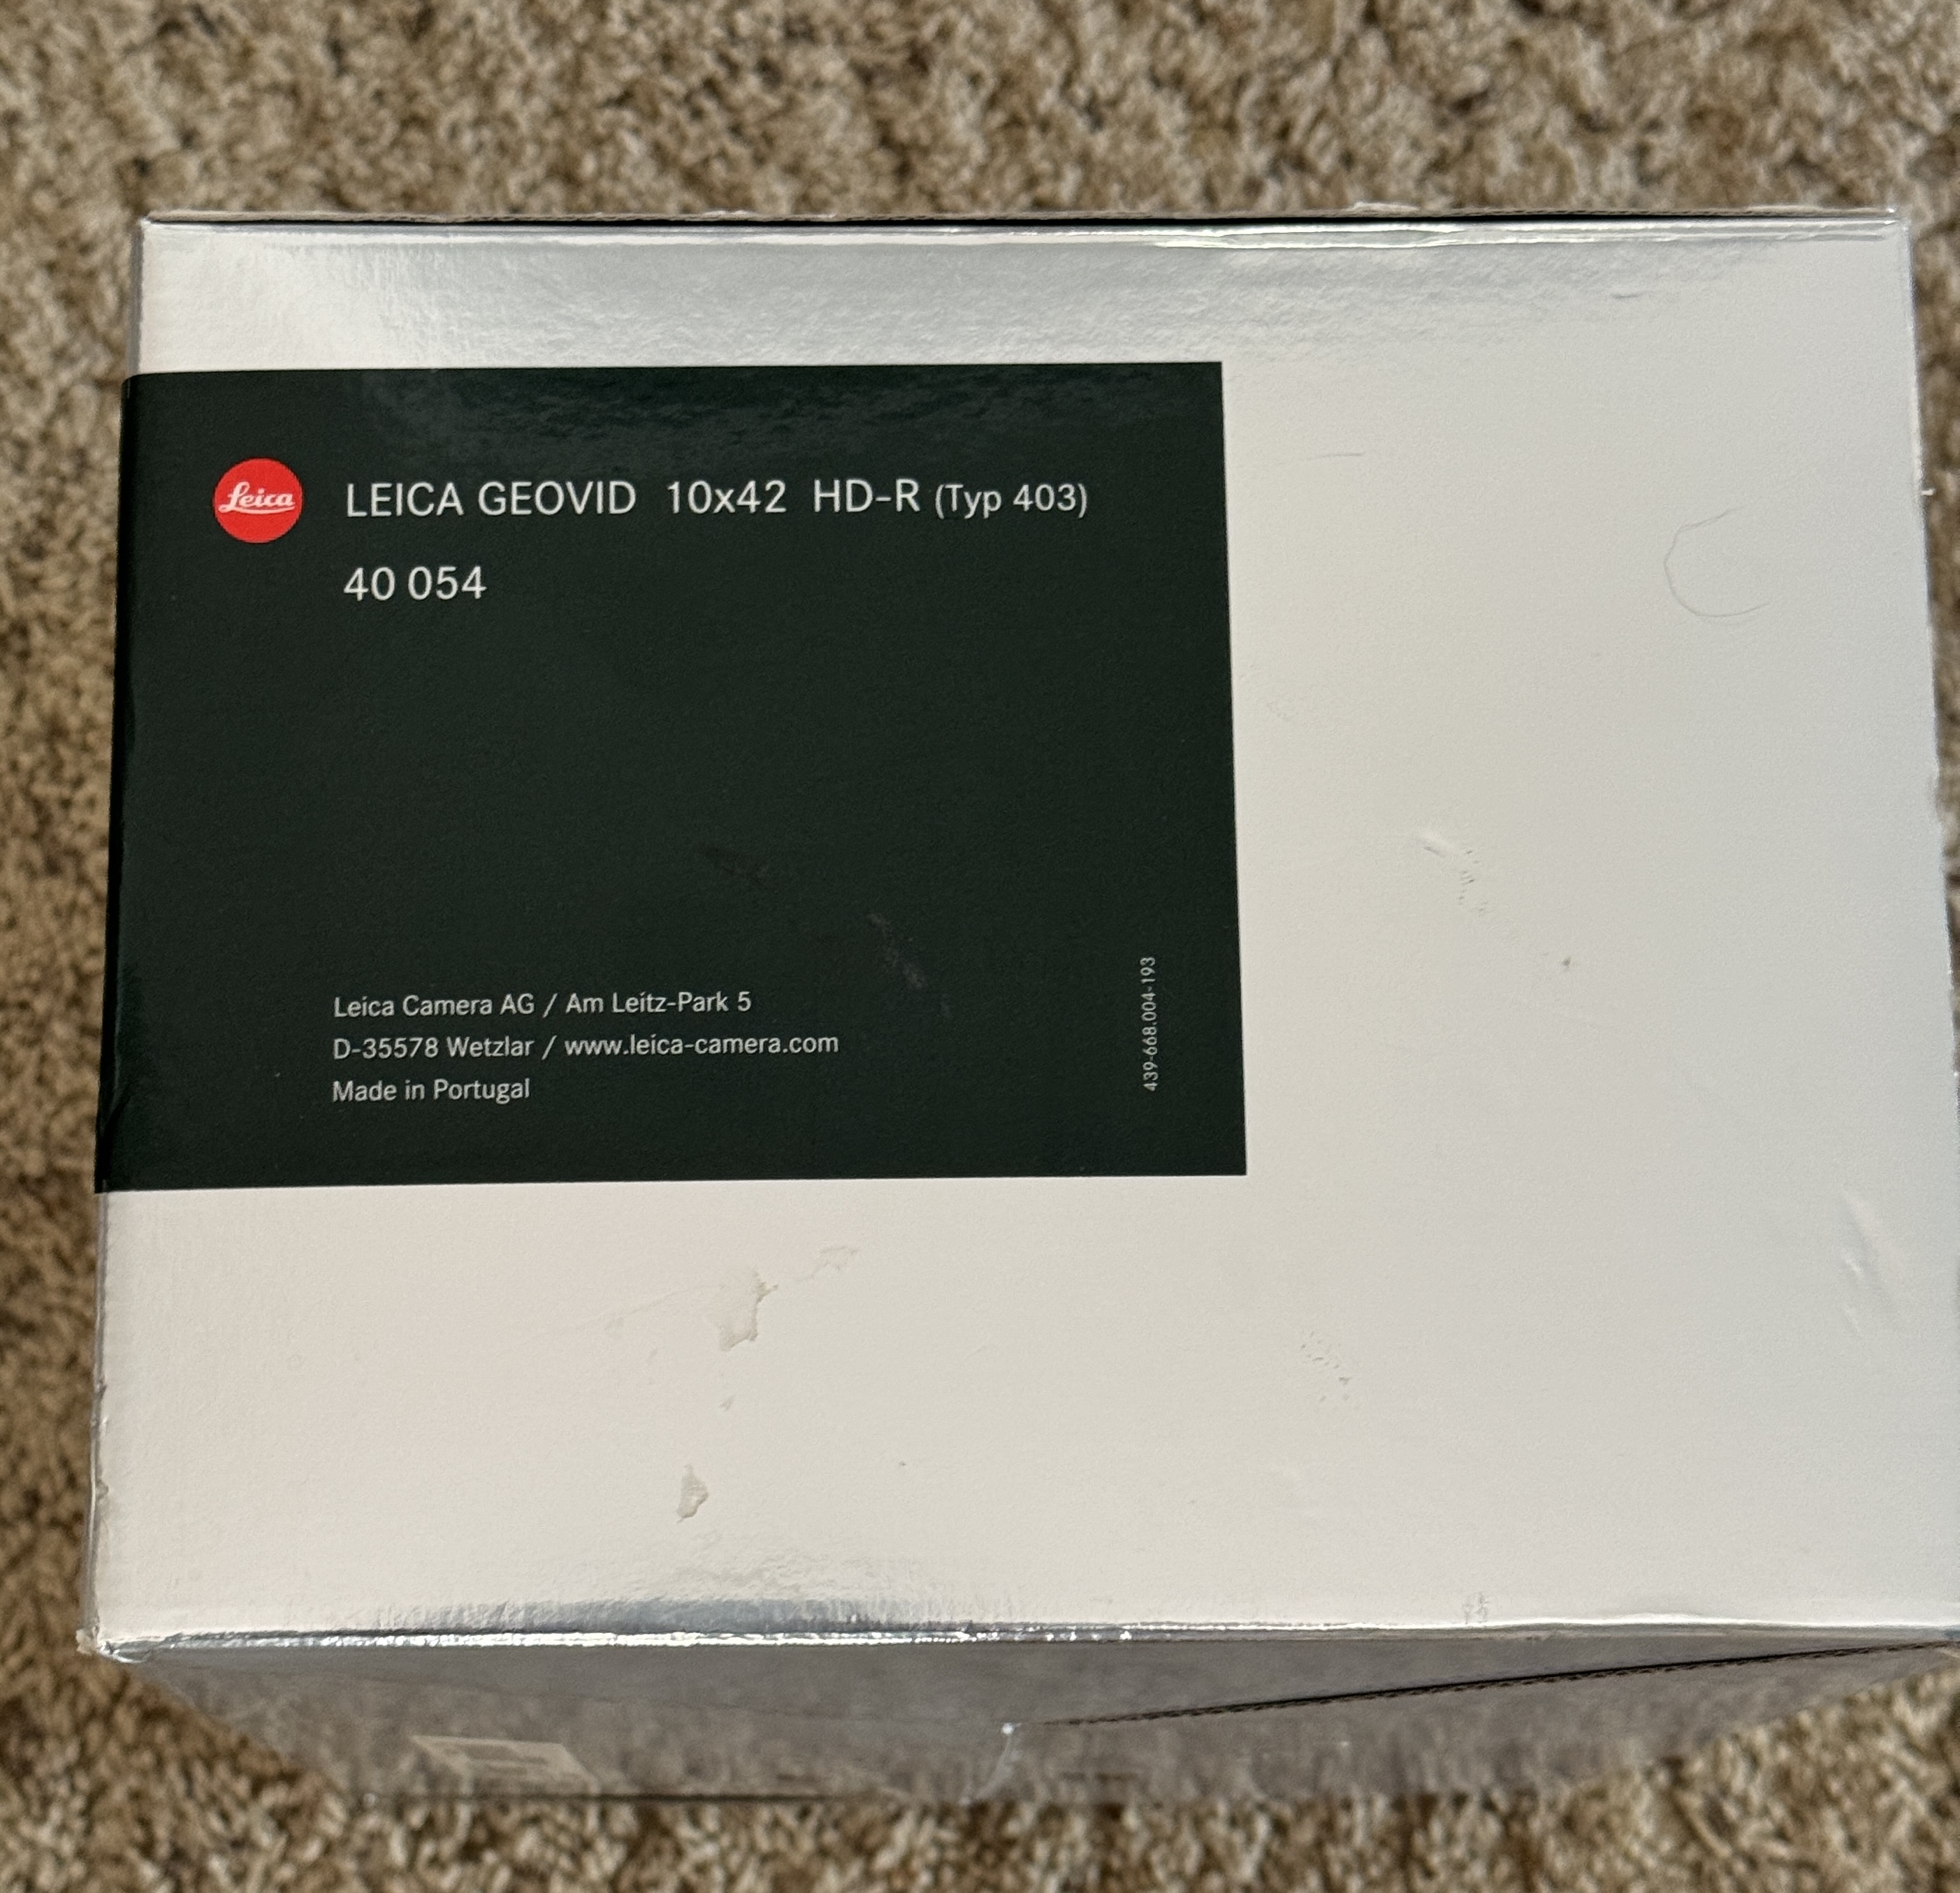 Leica
LEICA GEOVID 10x42 HD-R (Typ 403)
40 054
Leica Camera AG / Am Leitz-Park 5
D-35578 Wetzlar / www.leica-camera.com
Made in Portugal
439-668.004-193